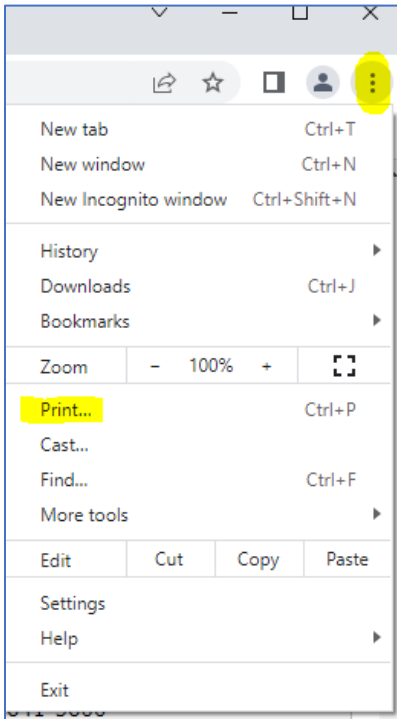 New tab Ctrl+T
New window Ctrl+N
New Incognito window Ctrl+Shift+N
History
Downloads Ctrl+J
Bookmarks
Zoom - 100% +
Print... Ctrl+P
Cast...
Find... Ctrl+F
More tools
Edit Cut Copy Paste
Settings
Help
Exit